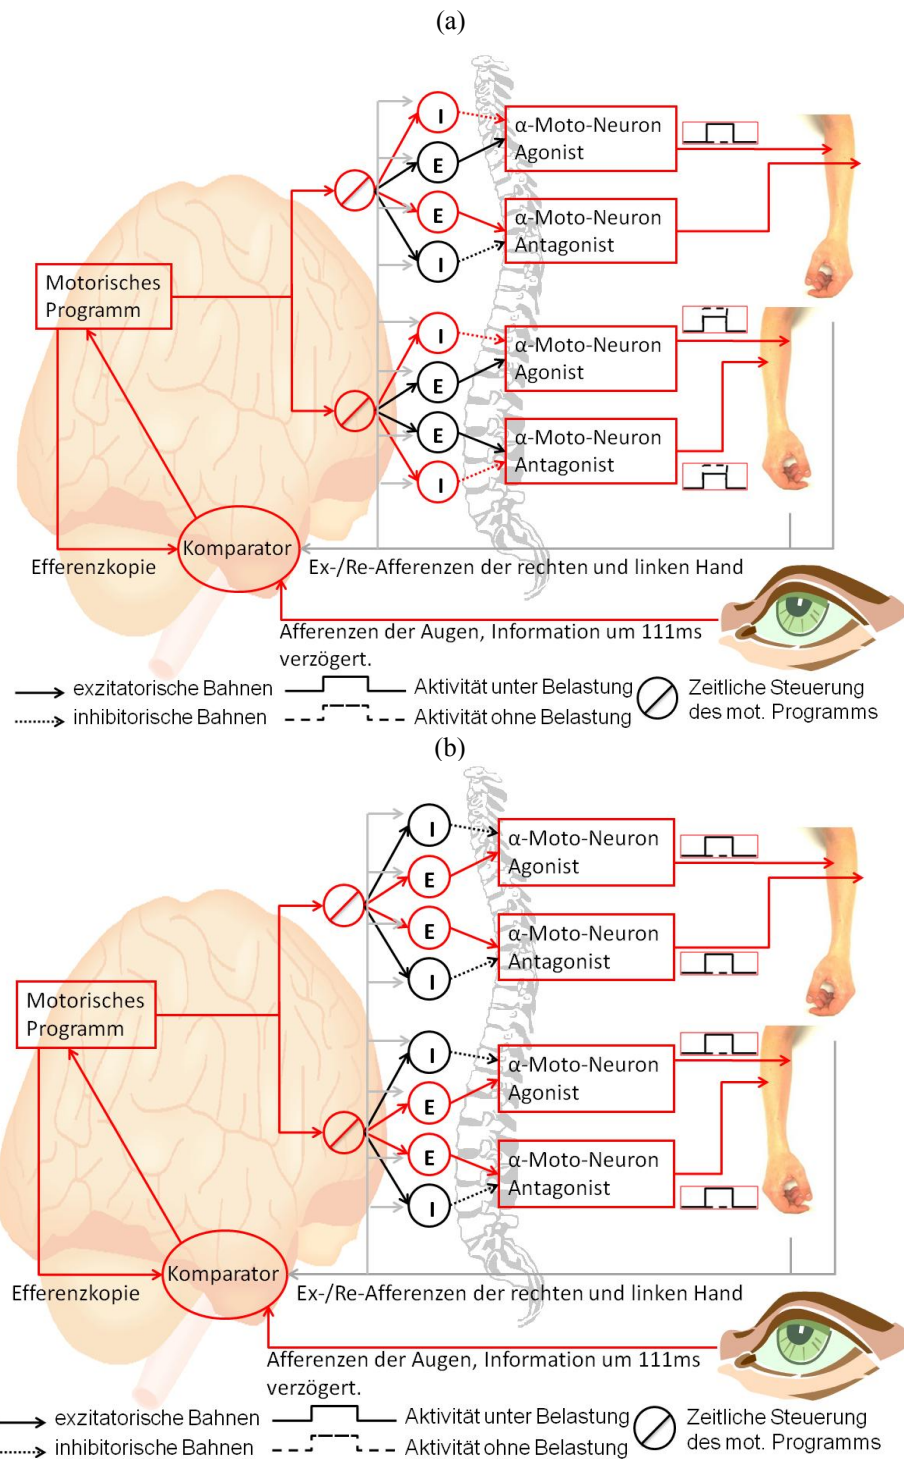 (a)
I
α-Moto-Neuron
Agonist
E
E
α-Moto-Neuron
Antagonist
I
Motorisches
Programm
I
α-Moto-Neuron
Agonist
E
E
α-Moto-Neuron
Antagonist
I
Komparator
Efferenzkopie
Ex-/Re-Afferenzen der rechten und linken Hand
Afferenzen der Augen, Information um 111ms
verzögert.
exzitatorische Bahnen
Aktivität unter Belastung
Zeitliche Steuerung
des mot. Programms
inhibitorische Bahnen
Aktivität ohne Belastung
(b)
I
α-Moto-Neuron
Agonist
E
E
α-Moto-Neuron
Antagonist
I
Motorisches
Programm
I
α-Moto-Neuron
Agonist
E
E
α-Moto-Neuron
Antagonist
I
Komparator
Efferenzkopie
Ex-/Re-Afferenzen der rechten und linken Hand
Afferenzen der Augen, Information um 111ms
verzögert.
exzitatorische Bahnen
Aktivität unter Belastung
Zeitliche Steuerung
des mot. Programms
inhibitorische Bahnen
Aktivität ohne Belastung